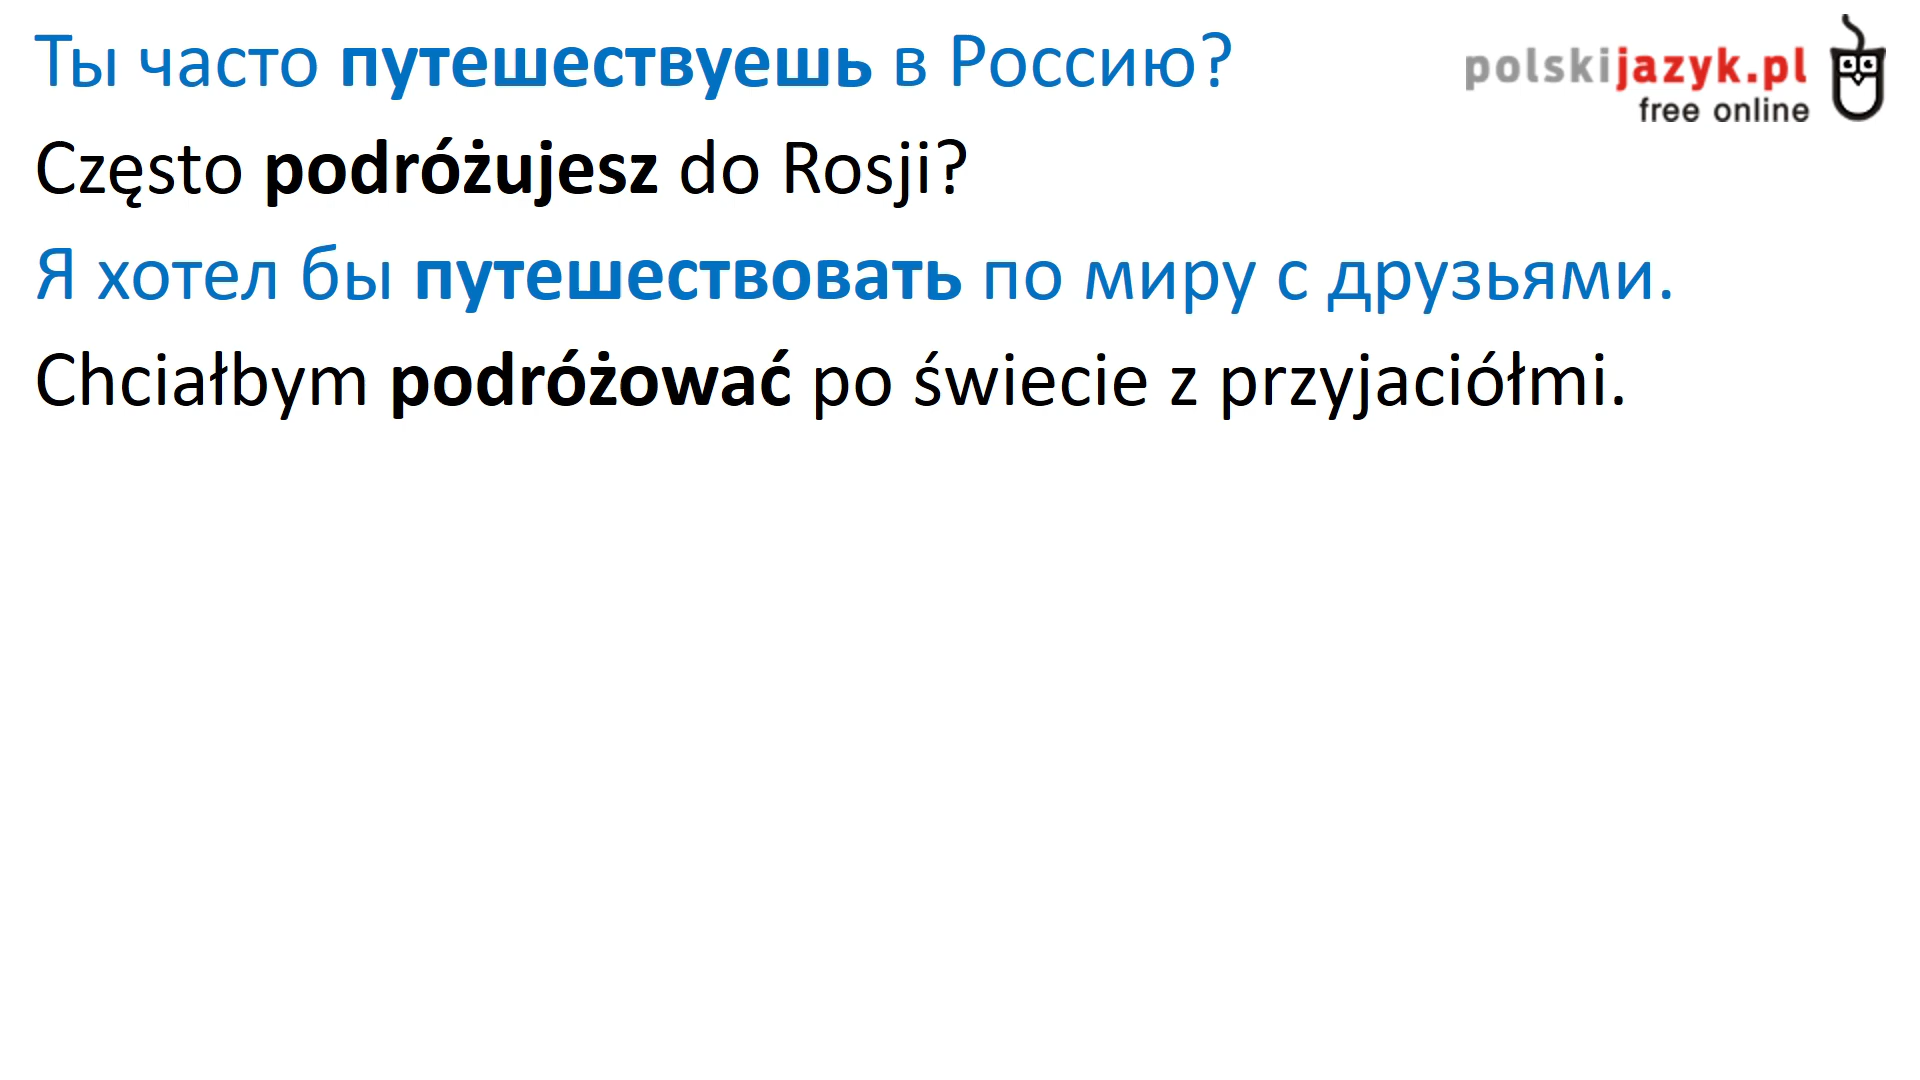 Ты часто путешествуешь в Россию?
polskijazyk.pl
free online
Często podróżujesz do Rosji?
Я хотел бы путешествовать по миру с друзьями.
Chciałbym podróżować po świecie z przyjaciółmi.